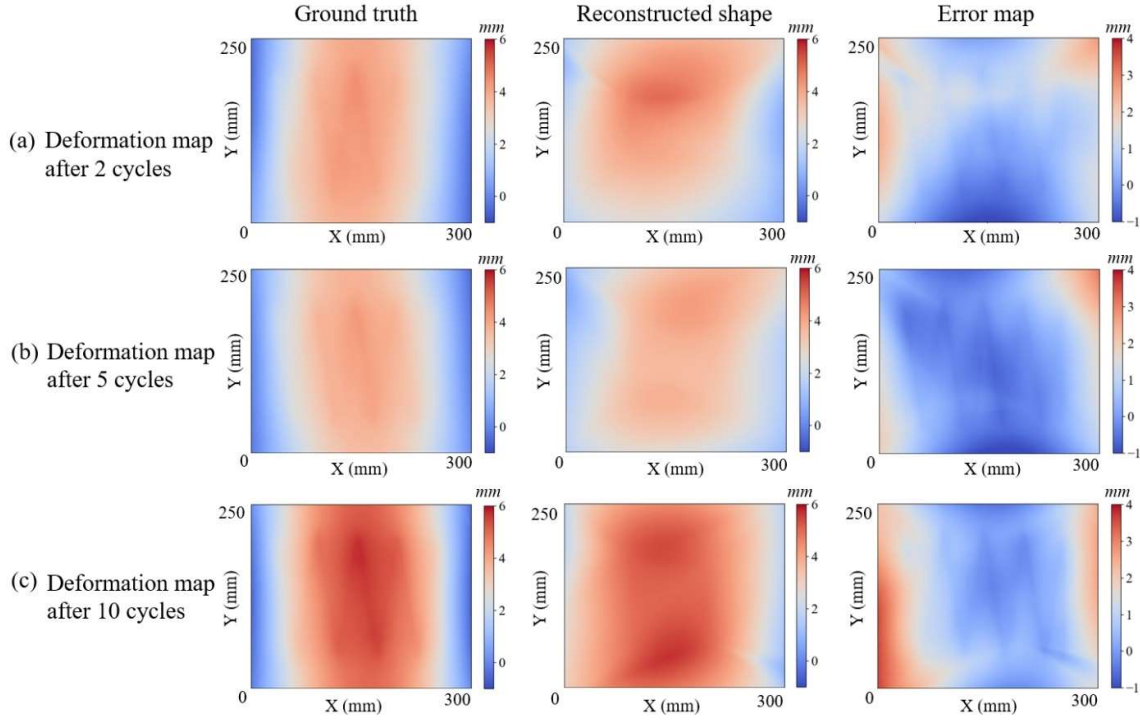 Ground truth
Reconstructed shape
Error map
(a) Deformation map
after 2 cycles
mm
250
Y (mm)
0
X (mm)
300
6
4
2
0
mm
250
Y (mm)
0
X (mm)
300
6
4
2
0
mm
250
Y (mm)
0
X (mm)
300
4
3
2
1
0
−1
(b) Deformation map
after 5 cycles
mm
250
Y (mm)
0
X (mm)
300
6
4
2
0
mm
250
Y (mm)
0
X (mm)
300
6
4
2
0
mm
250
Y (mm)
0
X (mm)
300
4
3
2
1
0
−1
(c) Deformation map
after 10 cycles
mm
250
Y (mm)
0
X (mm)
300
6
4
2
0
mm
250
Y (mm)
0
X (mm)
300
6
4
2
0
mm
250
Y (mm)
0
X (mm)
300
4
3
2
1
0
−1